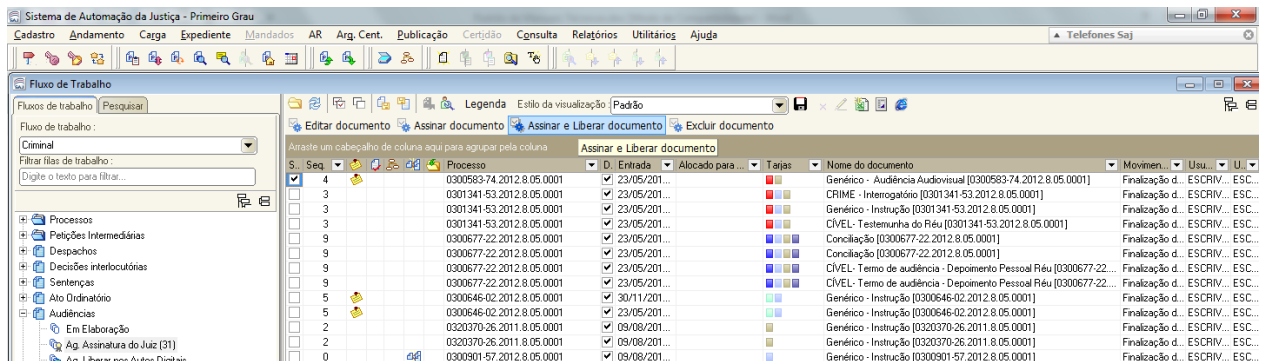 Sistema de Automação da Justiça - Primeiro Grau
Cadastro Andamento Carga Expediente Mandados AR Arq. Cent. Publicação Certidão Consulta Relatórios Utilitários Ajuda Telefones Saj
Fluxo de Trabalho
Fluxos de trabalho Pesquisar
Legenda Estilo da visualização: Padrão
Fluxo de trabalho :
Editar documento Assinar documento Assinar e Liberar documento Excluir documento
Criminal
Arraste um cabeçalho de coluna aqui para agrupar pela coluna
Assinar e Liberar documento
Filtrar filas de trabalho :
Digite o texto para filtrar...
S.. Seq. Processo D. Entrada Alocado para ... Tarjas Nome do documento Movimen... Usu... U..
4 0300583-74.2012.8.05.0001 23/05/201... Genérico - Audiência Audiovisual [0300583-74.2012.8.05.0001] Finalização d... ESCRIV... ESC...
3 0301341-53.2012.8.05.0001 23/05/201... CRIME - Interrogatório [0301341-53.2012.8.05.0001] Finalização d... ESCRIV... ESC...
3 0301341-53.2012.8.05.0001 23/05/201... Genérico - Instrução [0301341-53.2012.8.05.0001] Finalização d... ESCRIV... ESC...
3 0301341-53.2012.8.05.0001 23/05/201... CÍVEL- Testemunha do Réu [0301341-53.2012.8.05.0001] Finalização d... ESCRIV... ESC...
9 0300677-22.2012.8.05.0001 23/05/201... Conciliação [0300677-22.2012.8.05.0001] Finalização d... ESCRIV... ESC...
9 0300677-22.2012.8.05.0001 23/05/201... Conciliação [0300677-22.2012.8.05.0001] Finalização d... ESCRIV... ESC...
9 0300677-22.2012.8.05.0001 23/05/201... CÍVEL- Termo de audiência - Depoimento Pessoal Réu [0300677-22.... Finalização d... ESCRIV... ESC...
9 0300677-22.2012.8.05.0001 23/05/201... CÍVEL- Termo de audiência - Depoimento Pessoal Réu [0300677-22.... Finalização d... ESCRIV... ESC...
5 0300646-02.2012.8.05.0001 30/11/201... Genérico - Instrução [0300646-02.2012.8.05.0001] Finalização d... ESCRIV... ESC...
5 0300646-02.2012.8.05.0001 23/05/201... Genérico - Instrução [0300646-02.2012.8.05.0001] Finalização d... ESCRIV... ESC...
2 0320370-26.2011.8.05.0001 09/08/201... Genérico - Instrução [0320370-26.2011.8.05.0001] Finalização d... ESCRIV... ESC...
2 0320370-26.2011.8.05.0001 09/08/201... Genérico - Instrução [0320370-26.2011.8.05.0001] Finalização d... ESCRIV... ESC...
0 0300901-57.2012.8.05.0001 09/08/201... Genérico - Instrução [0300901-57.2012.8.05.0001] Finalização d... ESCRIV... ESC...
Processos
Petições Intermediárias
Despachos
Decisões interlocutórias
Sentenças
Ato Ordinatório
Audiências
Em Elaboração
Ag. Assinatura do Juiz (31)
Ag. Liberar nos Autos Digitais